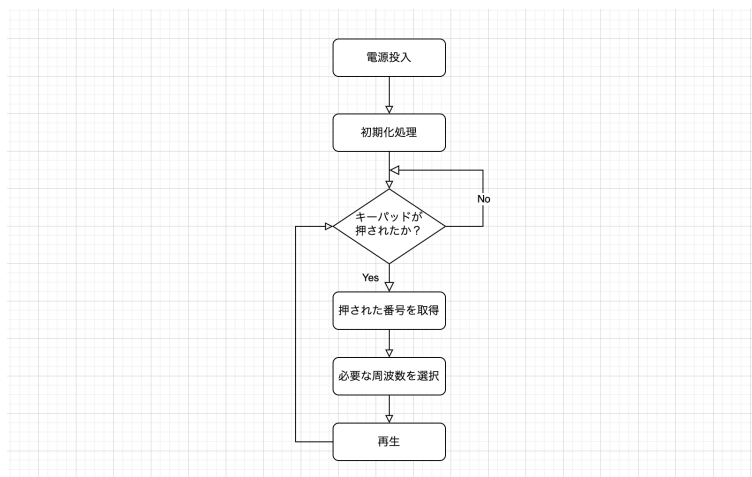 電源投入
初期化処理
No
キーパッドが
押されたか？
Yes
押された番号を取得
必要な周波数を選択
再生